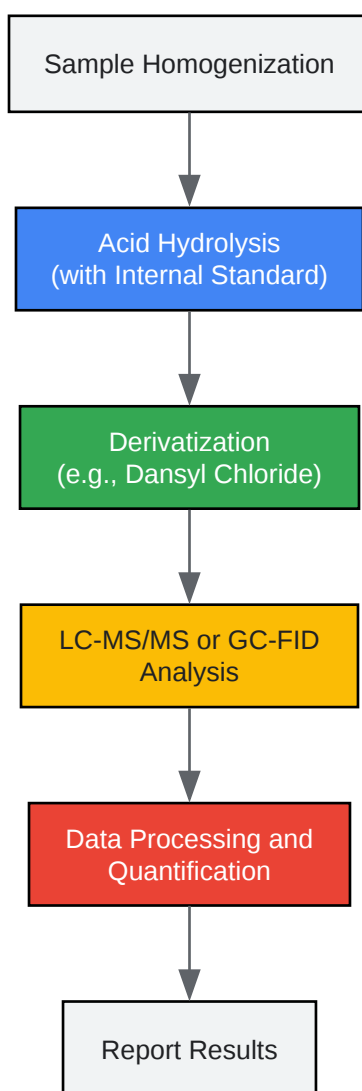 Sample Homogenization
Acid Hydrolysis
(with Internal Standard)
Derivatization
(e.g., Dansyl Chloride)
LC-MS/MS or GC-FID
Analysis
Data Processing and
Quantification
Report Results